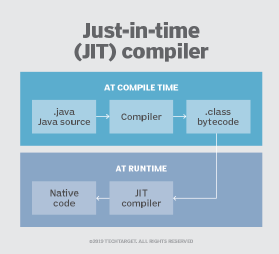 Just-in-time
(JIT) compiler
AT COMPILE TIME
.java
Java source
Compiler
.class
bytecode
AT RUNTIME
Native
code
JIT
compiler
©2019 TECHTARGET. ALL RIGHTS RESERVED